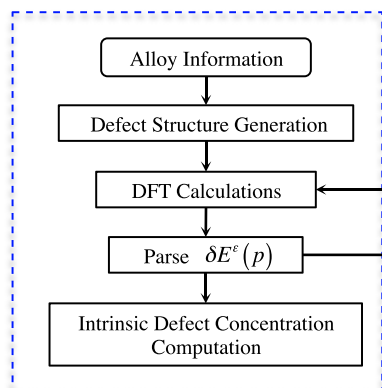 Alloy Information
Defect Structure Generation
DFT Calculations
Parse δE^ε(p)
Intrinsic Defect Concentration
Computation